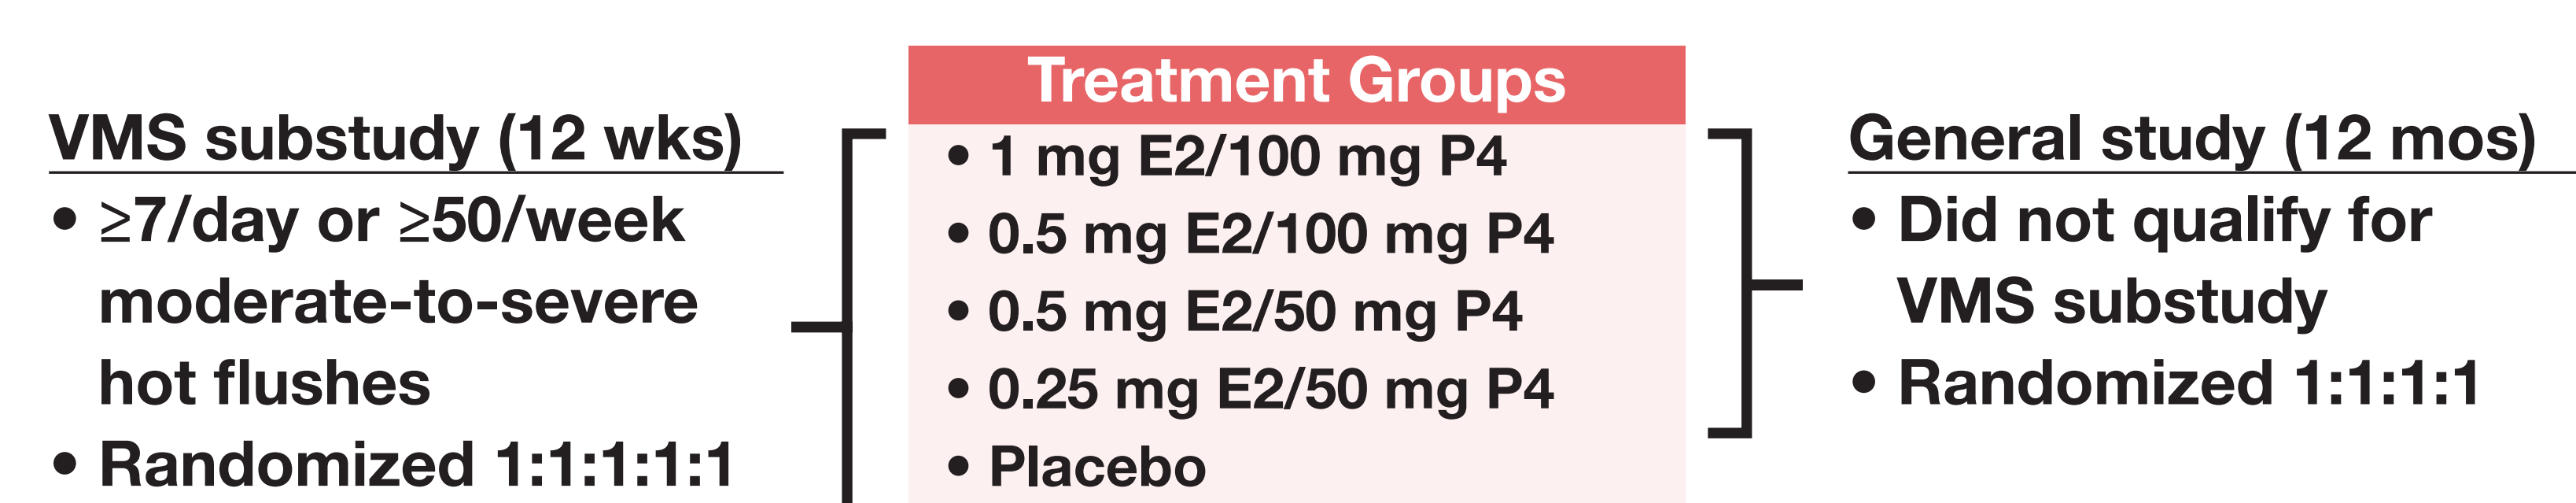 VMS substudy (12 wks)
• ≥7/day or ≥50/week
moderate-to-severe
hot flushes
• Randomized 1:1:1:1:1
Treatment Groups
• 1 mg E2/100 mg P4
• 0.5 mg E2/100 mg P4
• 0.5 mg E2/50 mg P4
• 0.25 mg E2/50 mg P4
• Placebo
General study (12 mos)
• Did not qualify for
VMS substudy
• Randomized 1:1:1:1